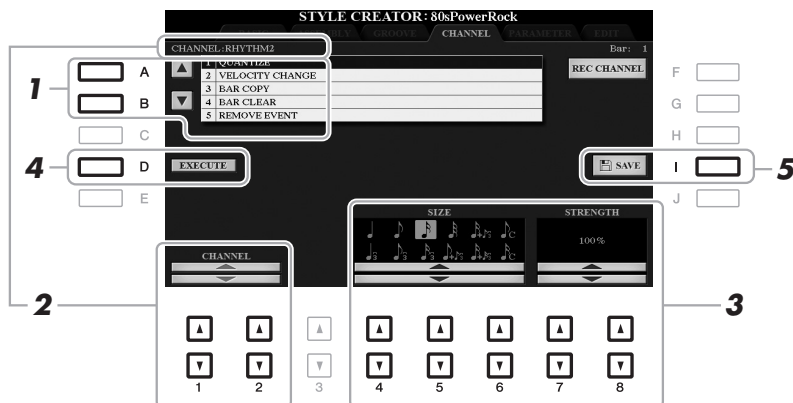 STYLE CREATOR: 80sPowerRock
ASSEMBLY GROOVE CHANNEL PARAMETER EDIT
CHANNEL:RHYTHM2 Bar: 1
1 QUANTIZE
2 VELOCITY CHANGE
3 BAR COPY
4 BAR CLEAR
5 REMOVE EVENT
REC CHANNEL
EXECUTE
SAVE
A
B
C
D
E
F
G
H
I
J
1
4
5
2
3
SIZE
STRENGTH
100%
CHANNEL
1 2 3 4 5 6 7 8